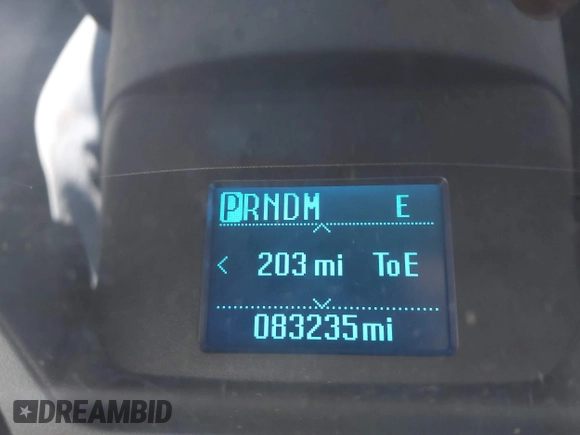 PRNDM E
< 203 mi ToE
083235mi
DREAMBID